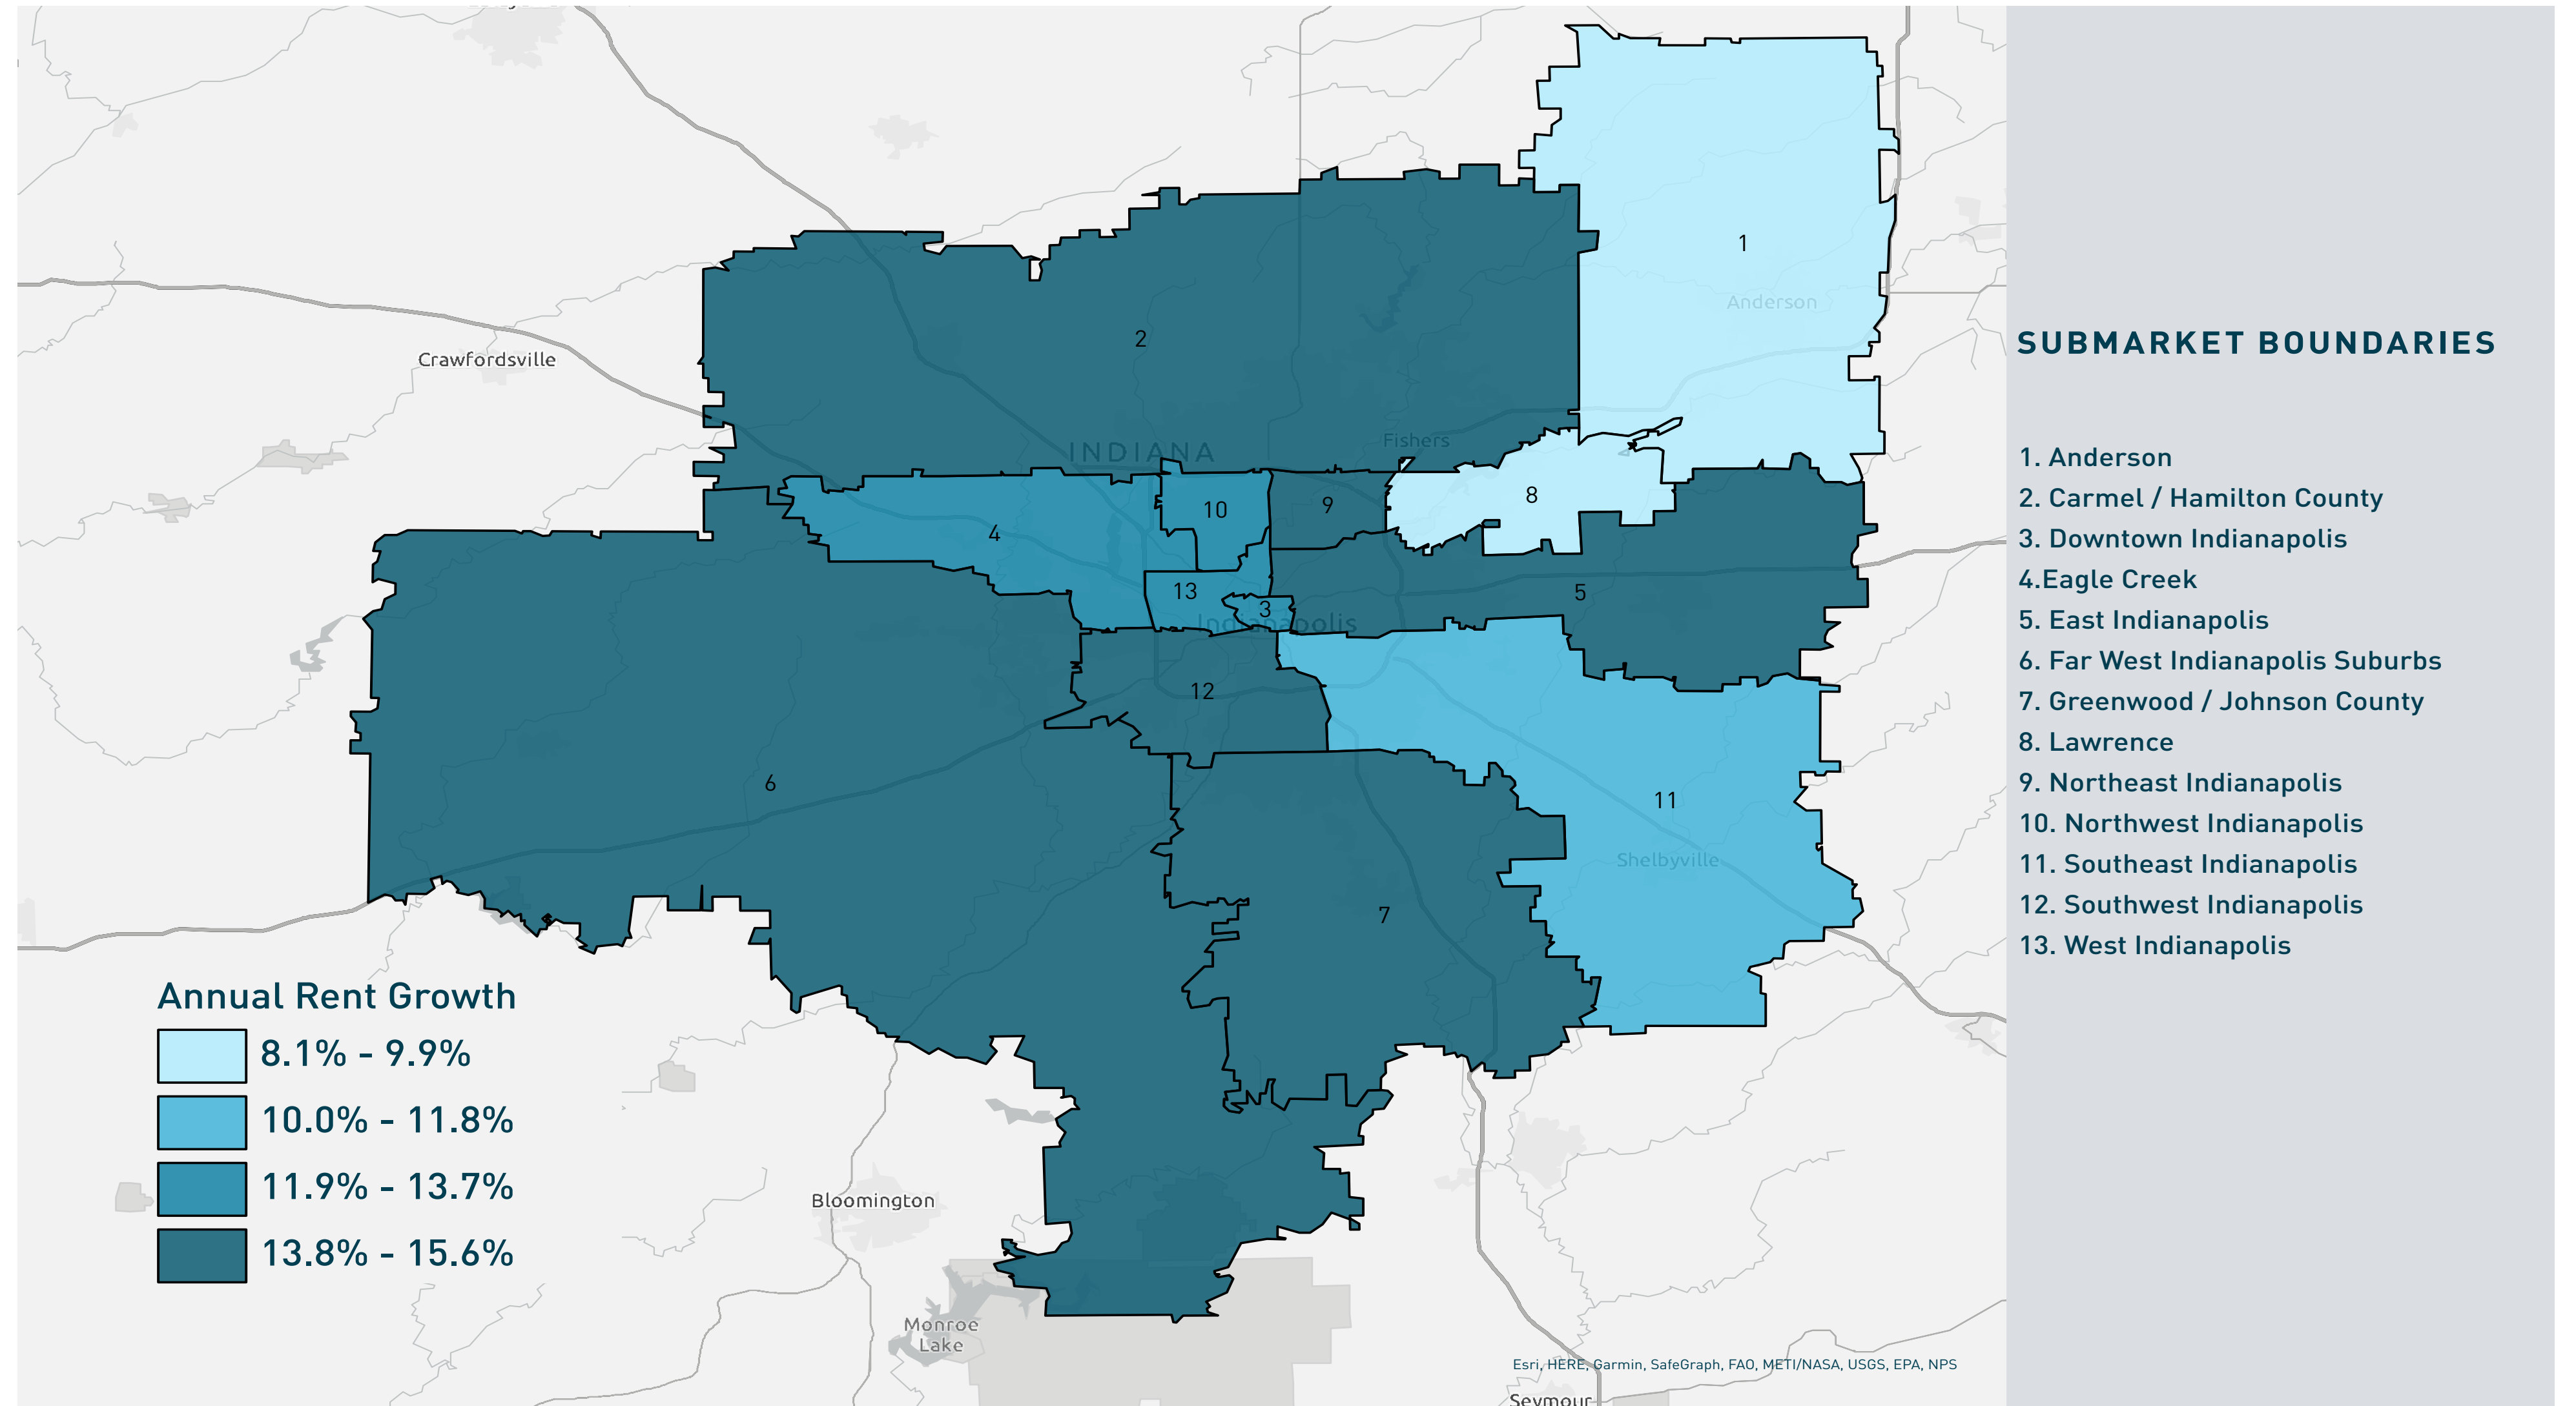 1
2
Anderson
Crawfordsville
INDIANA
Fishers
8
9
10
4
13
5
3
Indianapolis
12
6
11
Shelbyville
7
Bloomington
Monroe
Lake
Seymour
Esri, HERE, Garmin, SafeGraph, FAO, METI/NASA, USGS, EPA, NPS
Annual Rent Growth
8.1% - 9.9%
10.0% - 11.8%
11.9% - 13.7%
13.8% - 15.6%
SUBMARKET BOUNDARIES
1. Anderson
2. Carmel / Hamilton County
3. Downtown Indianapolis
4.Eagle Creek
5. East Indianapolis
6. Far West Indianapolis Suburbs
7. Greenwood / Johnson County
8. Lawrence
9. Northeast Indianapolis
10. Northwest Indianapolis
11. Southeast Indianapolis
12. Southwest Indianapolis
13. West Indianapolis